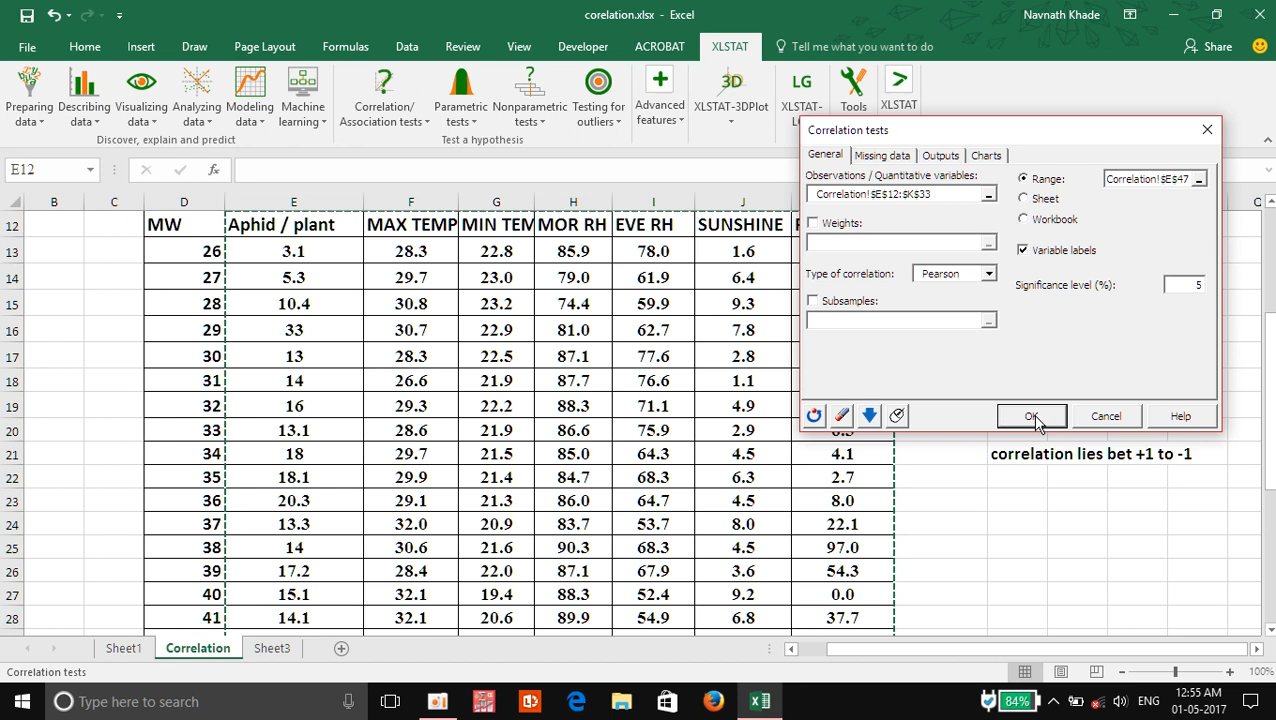 corelation.xlsx - Excel
Navnath Khade
File Home Insert Draw Page Layout Formulas Data Review View Developer ACROBAT XLSTAT Tell me what you want to do Share
Preparing data Describing data Visualizing data Analyzing data Modeling data Machine learning
Correlation/ Association tests Parametric tests Nonparametric tests Testing for outliers
Advanced features 3D XLSTAT-3DPlot LG XLSTAT- Tools XLSTAT
Discover, explain and predict
Test a hypothesis
E12 fx
B C D E F G H I J
12 MW Aphid / plant MAX TEMP MIN TEM MOR RH EVE RH SUNSHINE
13 26 3.1 28.3 22.8 85.9 78.0 1.6
14 27 5.3 29.7 23.0 79.0 61.9 6.4
15 28 10.4 30.8 23.2 74.4 59.9 9.3
16 29 33 30.7 22.9 81.0 62.7 7.8
17 30 13 28.3 22.5 87.1 77.6 2.8
18 31 14 26.6 21.9 87.7 76.6 1.1
19 32 16 29.3 22.2 88.3 71.1 4.9
20 33 13.1 28.6 21.9 86.6 75.9 2.9
21 34 18 29.7 21.5 85.0 64.3 4.5 4.1 correlation lies bet +1 to -1
22 35 18.1 29.9 21.4 84.7 68.3 6.3 2.7
23 36 20.3 29.1 21.3 86.0 64.7 4.5 8.0
24 37 13.3 32.0 20.9 83.7 53.7 8.0 22.1
25 38 14 30.6 21.6 90.3 68.3 4.5 97.0
26 39 17.2 28.4 22.0 87.1 67.9 3.6 54.3
27 40 15.1 32.1 19.4 88.3 52.4 9.2 0.0
28 41 14.1 32.1 20.6 89.9 54.9 6.8 37.7
Correlation tests
General Missing data Outputs Charts
Observations / Quantitative variables:
Correlation!$E$12:$K$33
Range: Correlation!$E$47
Sheet
Weights:
Workbook
Variable labels
Type of correlation: Pearson
Significance level (%): 5
Subsamples:
OK Cancel Help
Sheet1 Correlation Sheet3
Correlation tests
100%
Type here to search
84%
ENG
12:55 AM
01-05-2017